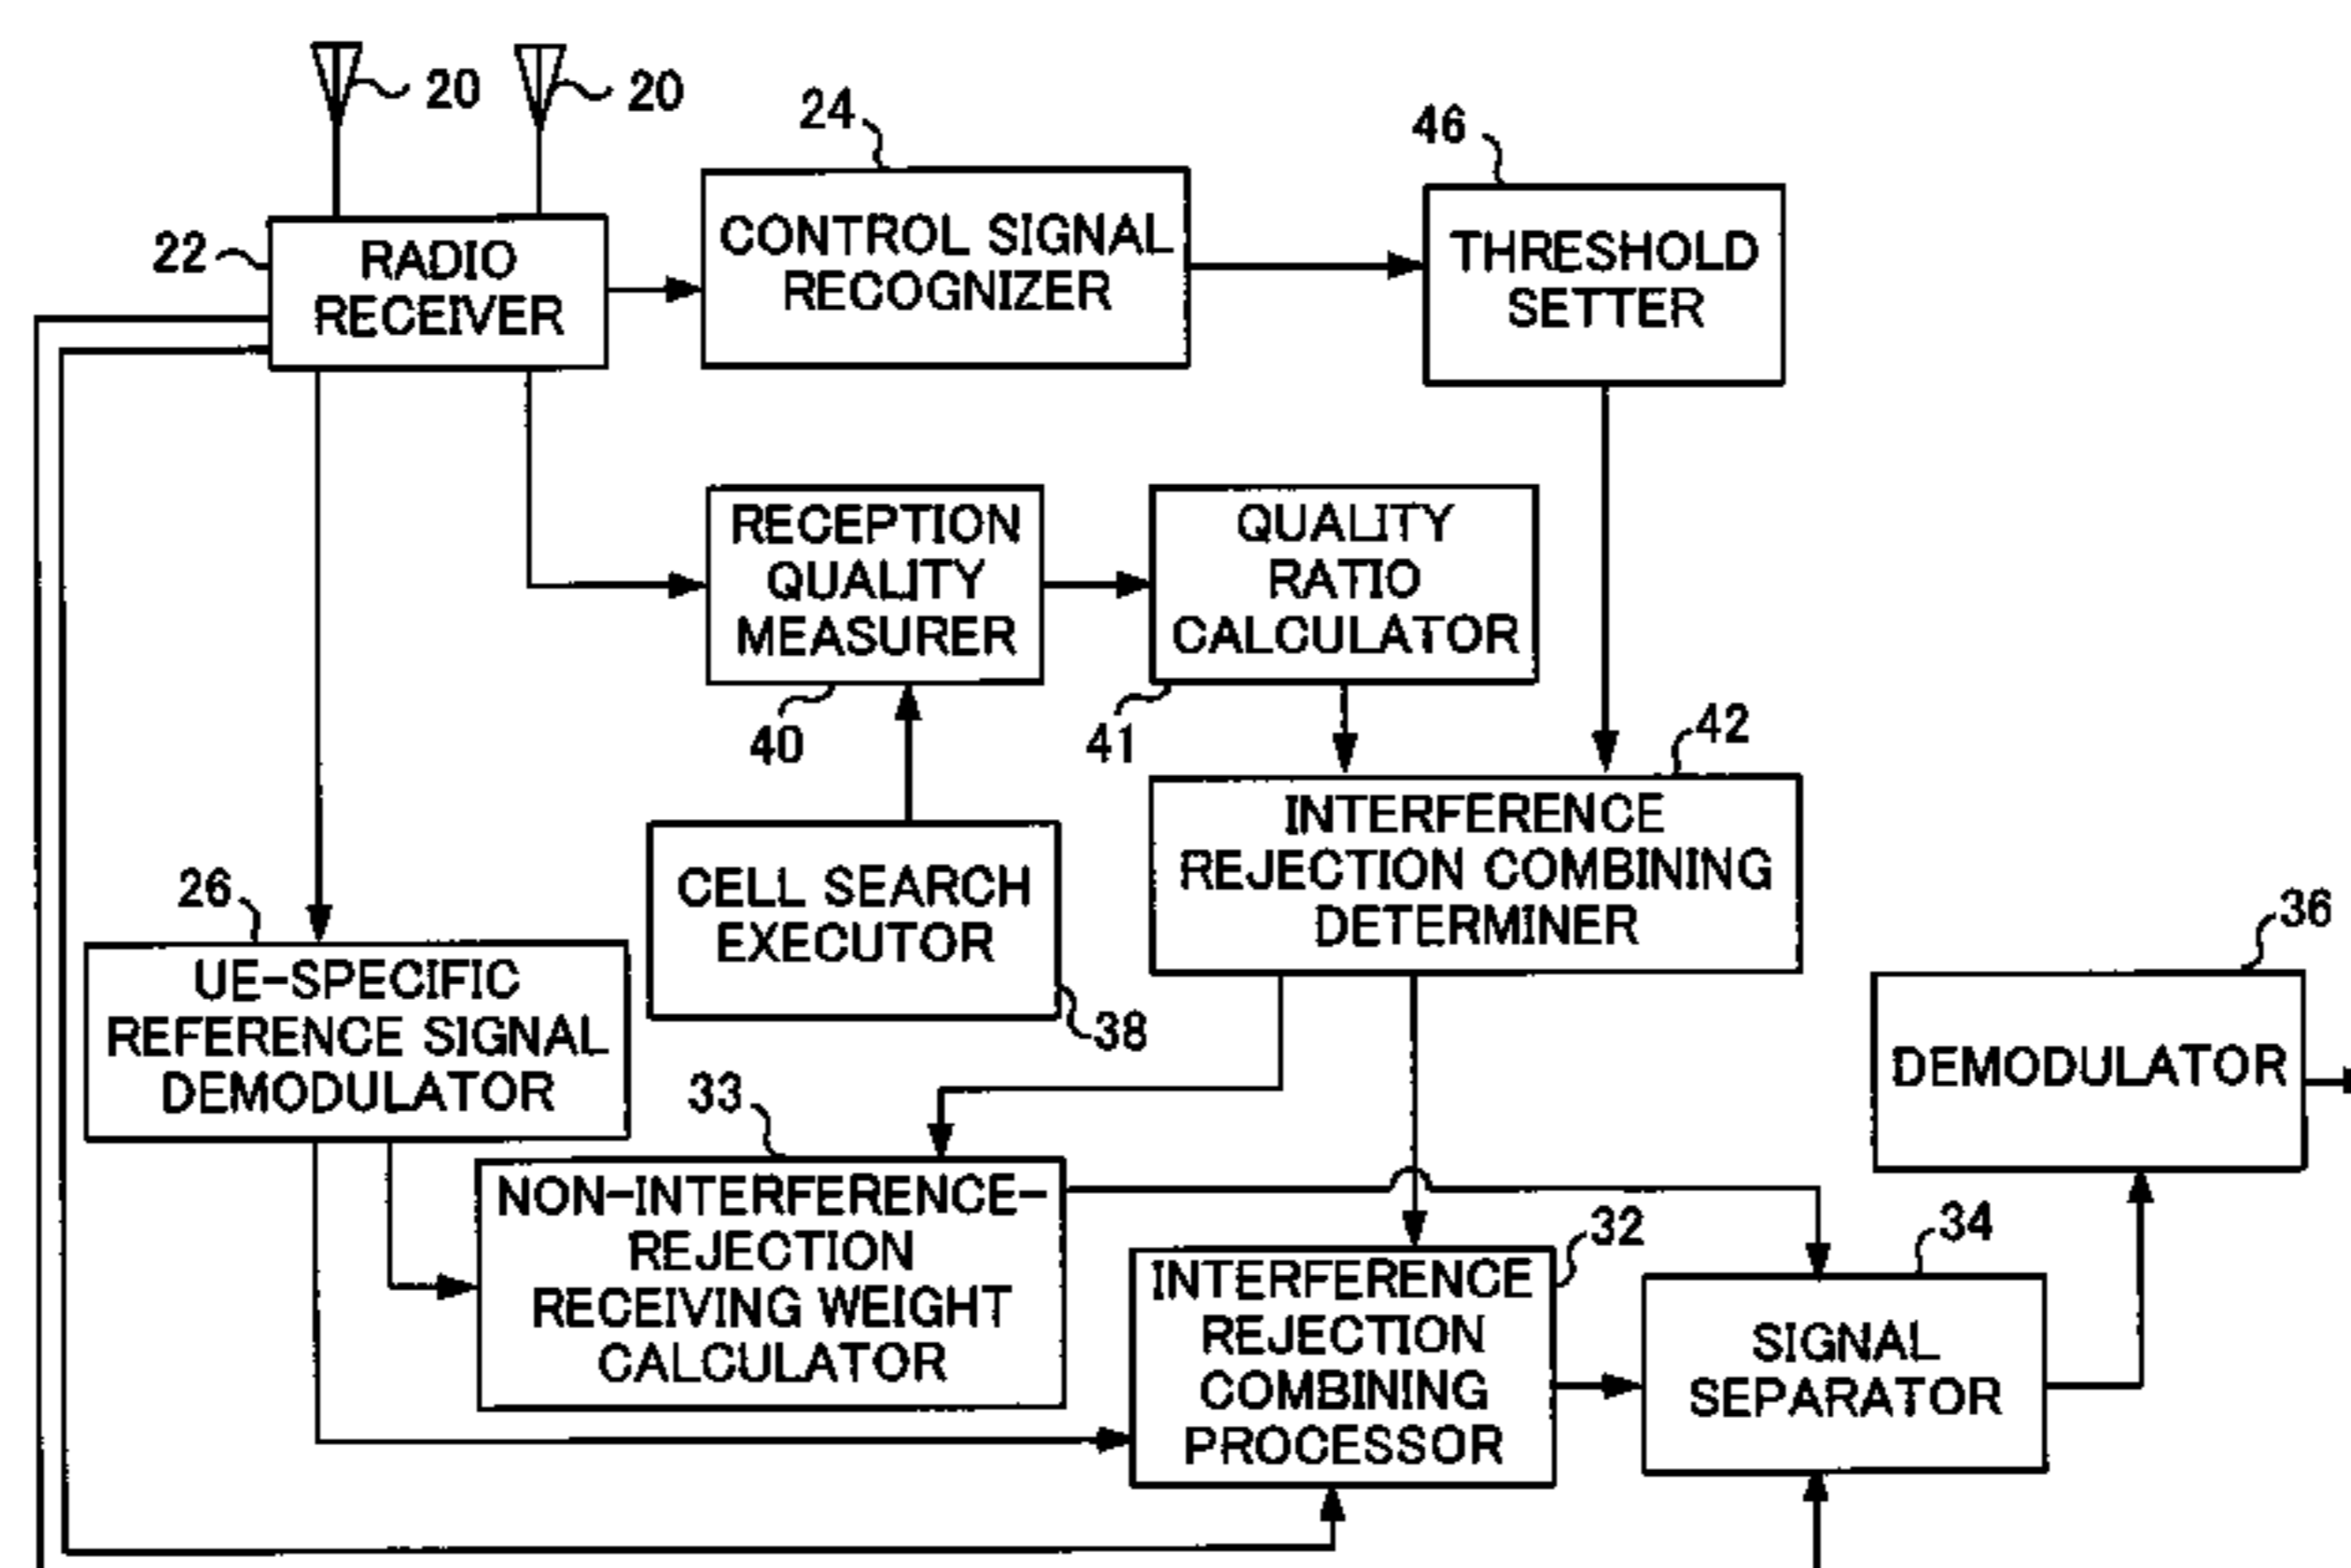 20
20
24
46
22
RADIO
RECEIVER
CONTROL SIGNAL
RECOGNIZER
THRESHOLD
SETTER
RECEPTION
QUALITY
MEASURER
40
QUALITY
RATIO
CALCULATOR
41
42
CELL SEARCH
EXECUTOR
38
INTERFERENCE
REJECTION COMBINING
DETERMINER
26
UE-SPECIFIC
REFERENCE SIGNAL
DEMODULATOR
36
DEMODULATOR
33
NON-INTERFERENCE-
REJECTION
RECEIVING WEIGHT
CALCULATOR
32
INTERFERENCE
REJECTION
COMBINING
PROCESSOR
34
SIGNAL
SEPARATOR